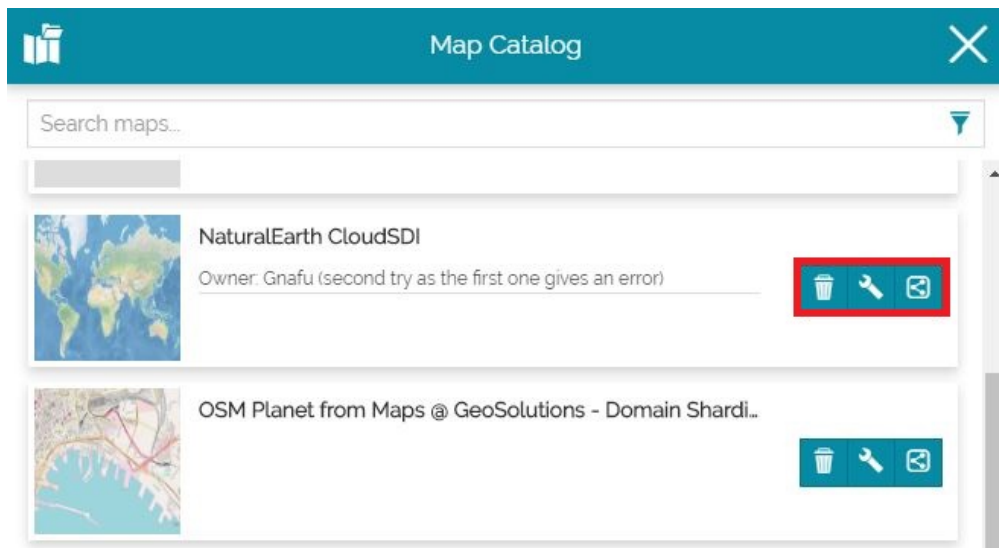 Map Catalog
Search maps...
NaturalEarth CloudSDI
Owner: Gnafu (second try as the first one gives an error)
OSM Planet from Maps @ GeoSolutions - Domain Shardi...